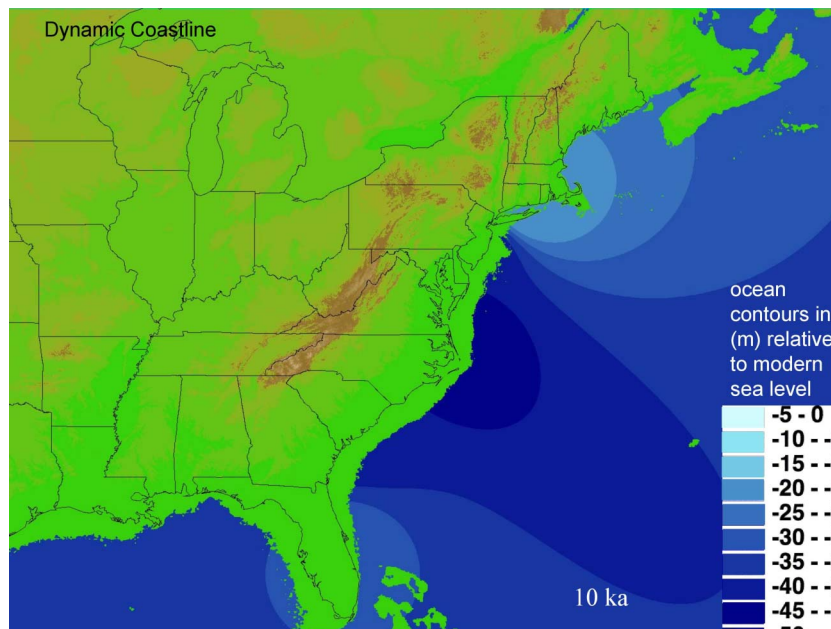 Dynamic Coastline
ocean
contours in
(m) relative
to modern
sea level
-5 - 0
-10 - -
-15 - -
-20 - -
-25 - -
-30 - -
-35 - -
-40 - -
-45 - -
10 ka